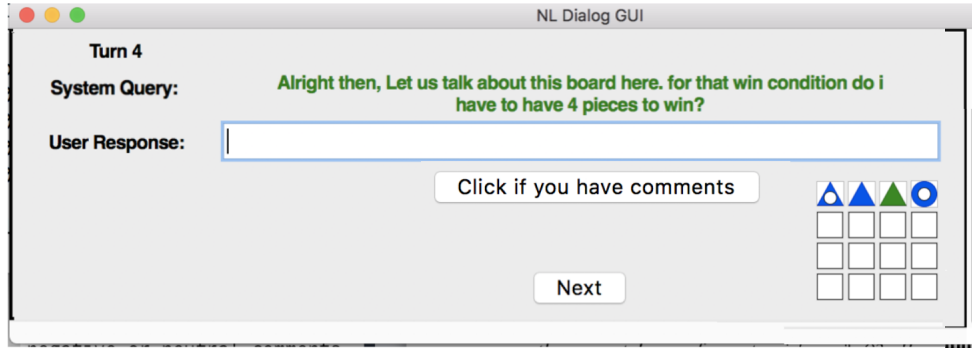 NL Dialog GUI
Turn 4
System Query:
Alright then, Let us talk about this board here. for that win condition do i
have to have 4 pieces to win?
User Response:
Click if you have comments
Next